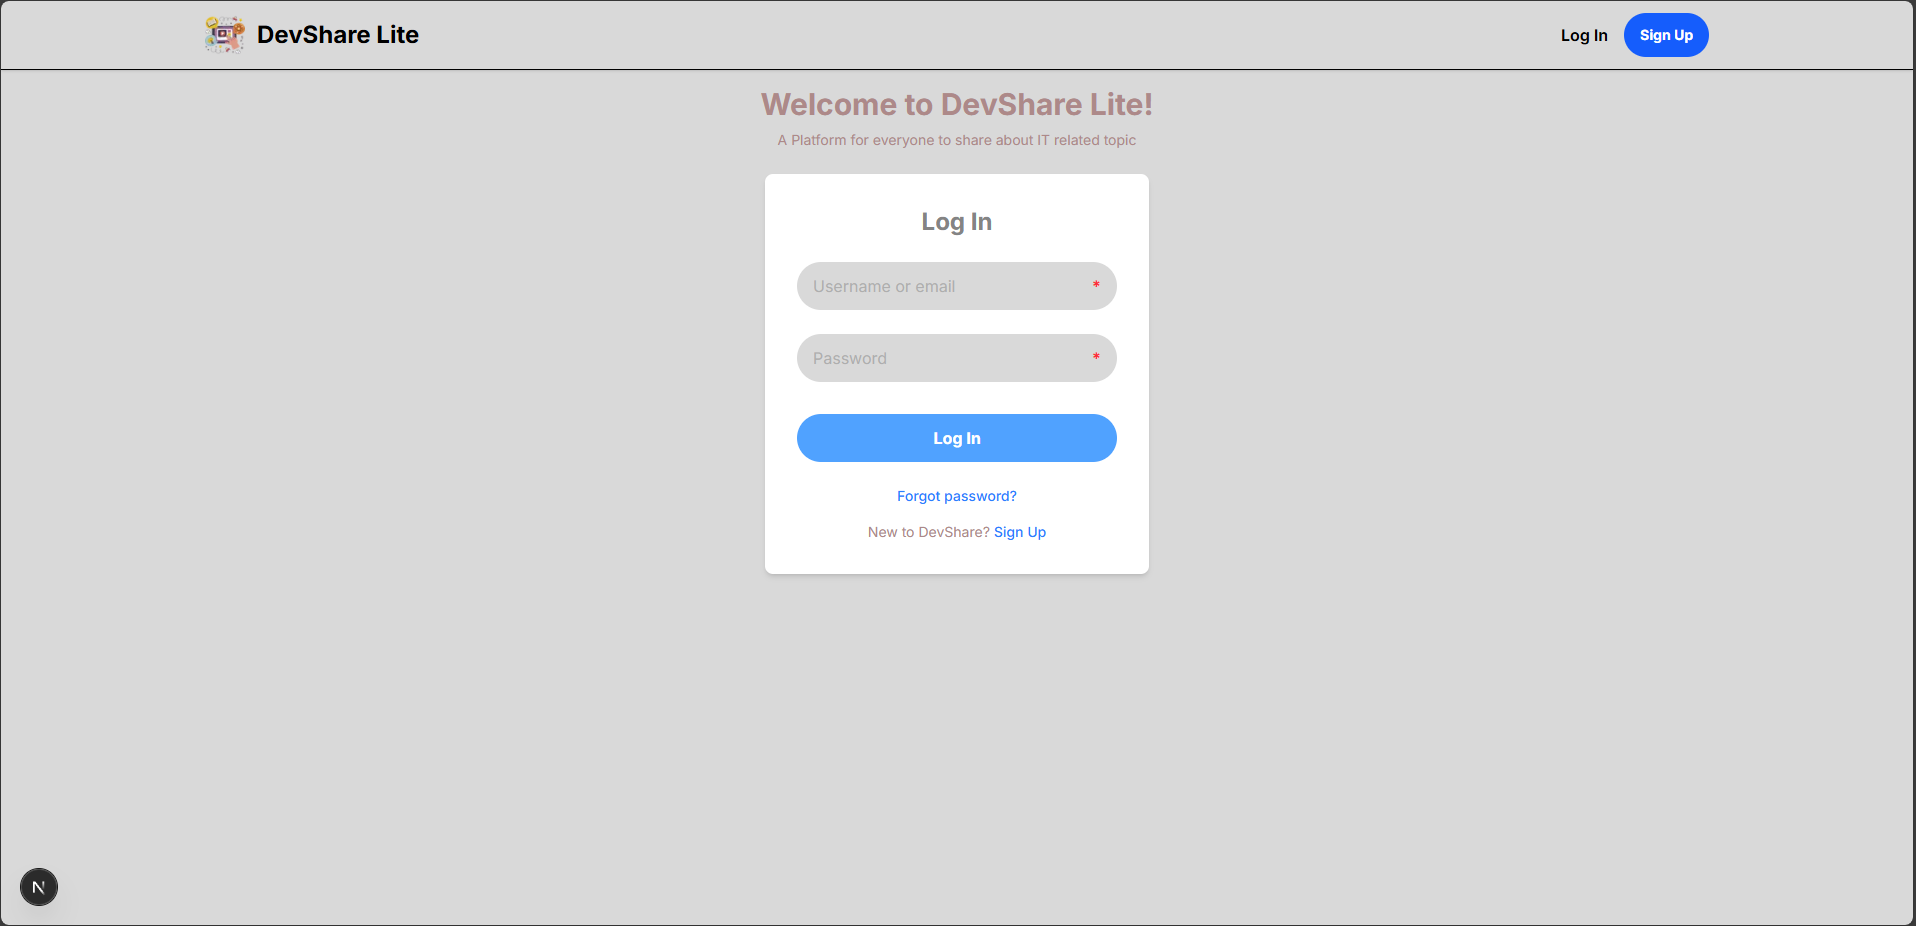 DevShare Lite
Log In
Sign Up
Welcome to DevShare Lite!
A Platform for everyone to share about IT related topic
Log In
Username or email *
Password *
Log In
Forgot password?
New to DevShare? Sign Up
N